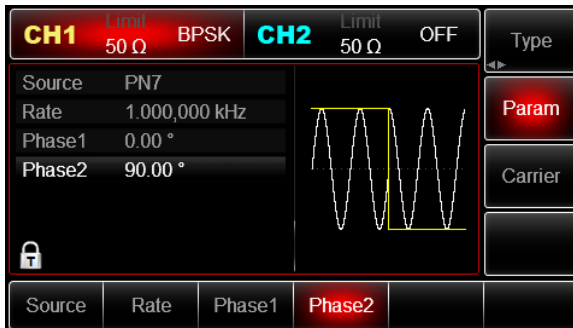 CH1 Limit 50 Ω BPSK CH2 Limit 50 Ω OFF Type
Source PN7
Rate 1.000,000 kHz
Phase1 0.00 °
Phase2 90.00 °
Param
Carrier
T
Source Rate Phase1 Phase2